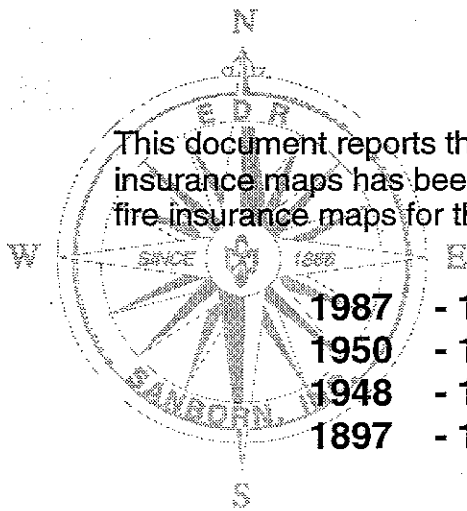 N
EDR
This document reports th
insurance maps has bee
fire insurance maps for th
W
SINCE
1866
E
1987 - 1
1950 - 1
1948 - 1
1897 - 1
SANBORN, INC.
S